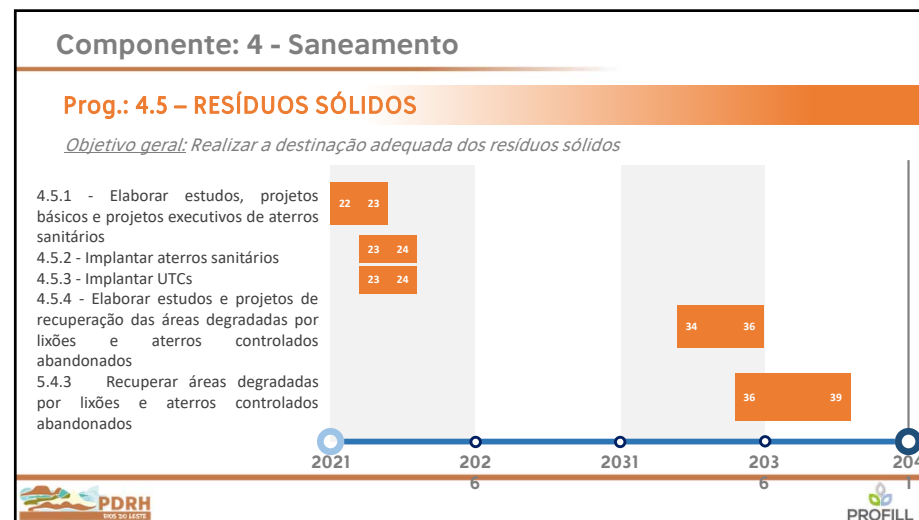 Componente: 4 - Saneamento
Prog.: 4.5 – RESÍDUOS SÓLIDOS
Objetivo geral: Realizar a destinação adequada dos resíduos sólidos
4.5.1 - Elaborar estudos, projetos
básicos e projetos executivos de aterros
sanitários
22 23
4.5.2 - Implantar aterros sanitários
23 24
4.5.3 - Implantar UTCs
23 24
4.5.4 - Elaborar estudos e projetos de
recuperação das áreas degradadas por
lixões e aterros controlados
abandonados
34 36
5.4.3 Recuperar áreas degradadas
por lixões e aterros controlados
abandonados
36 39
2021 202 2031 203 204
6 6 1
PDRH
RIOS DO LESTE
PROFILL